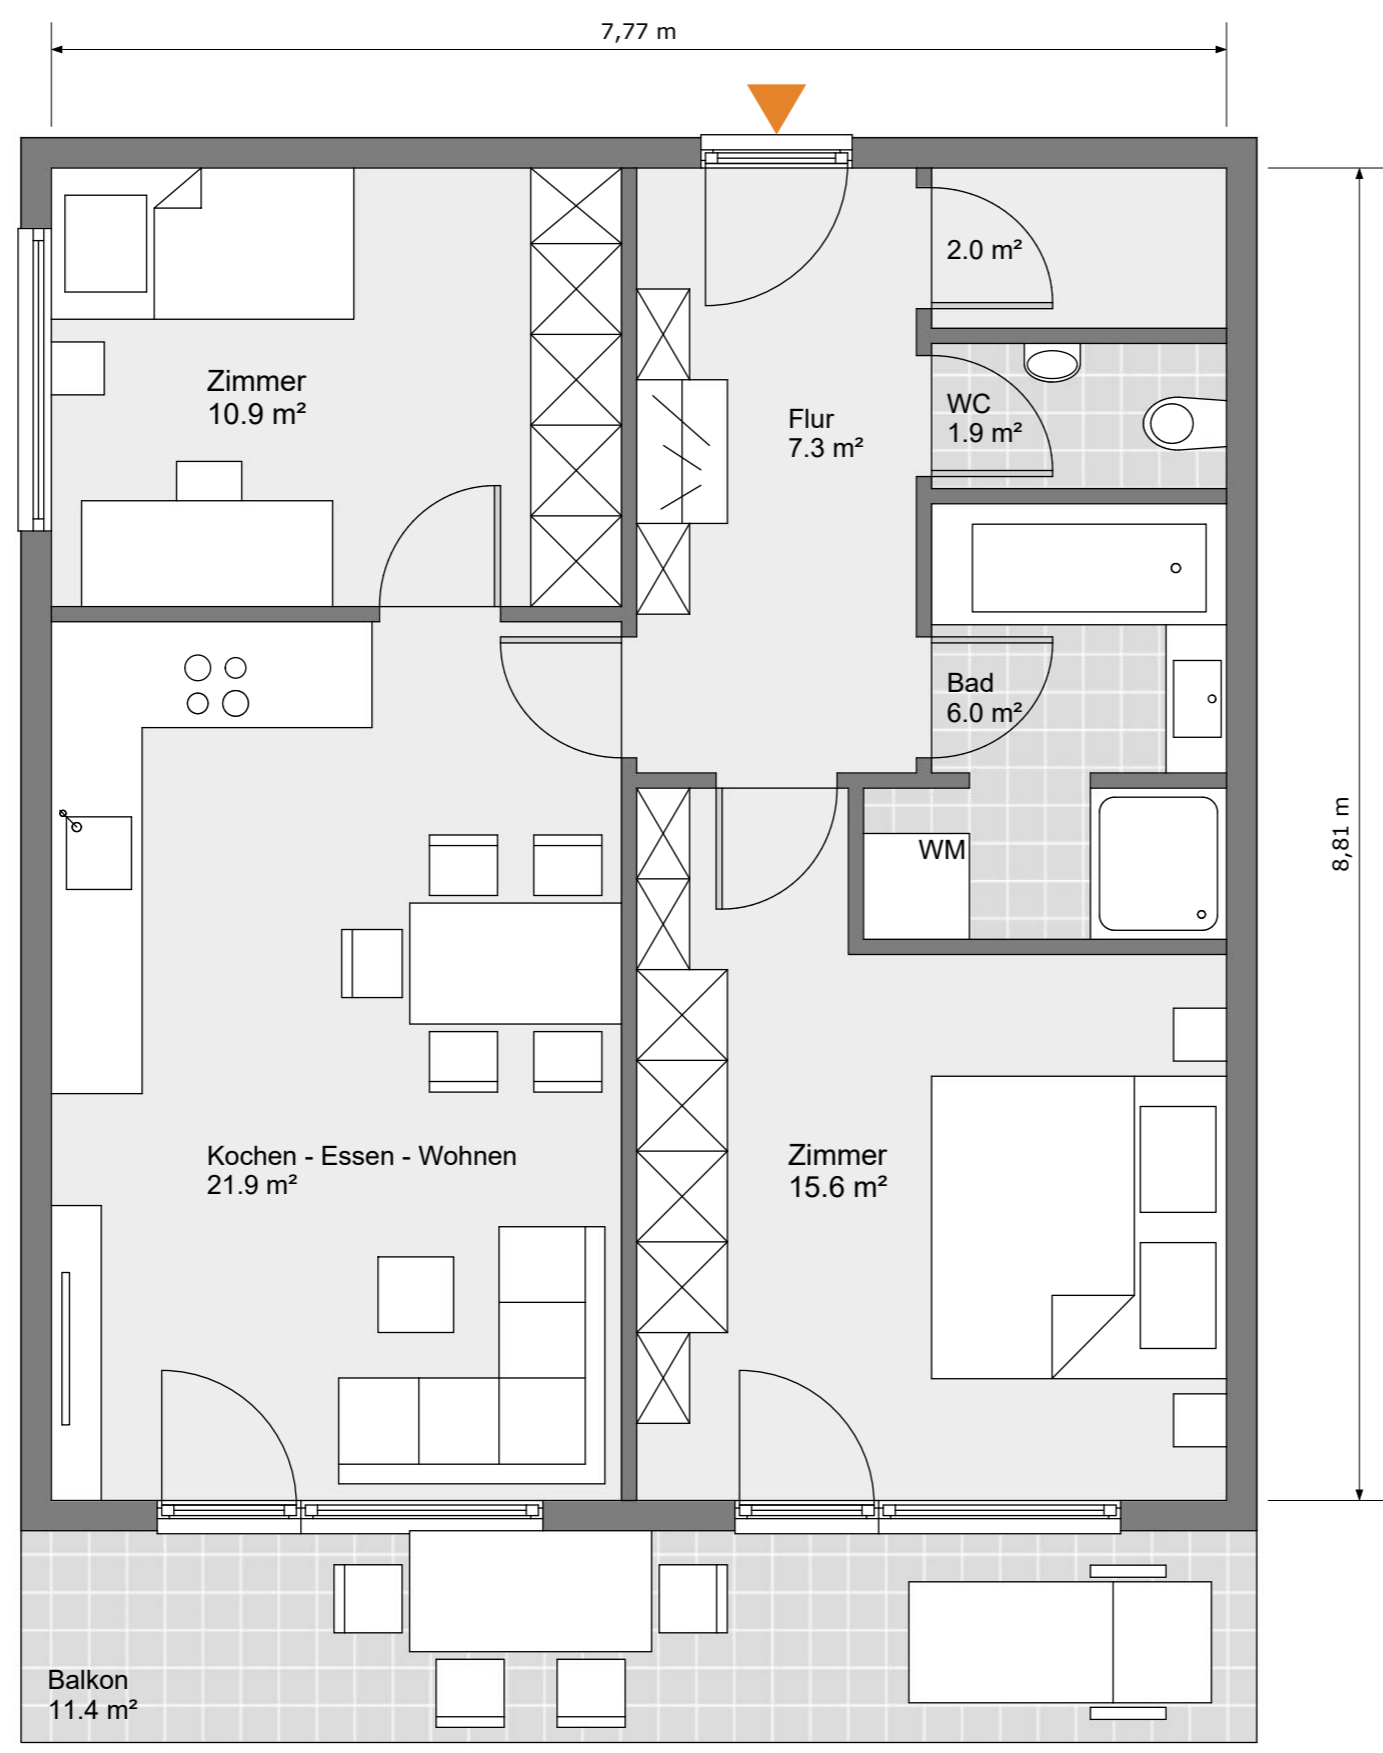 7,77 m
2.0 m²
Zimmer
10.9 m²
WC
1.9 m²
Flur
7.3 m²
Bad
6.0 m²
8,81 m
WM
Kochen - Essen - Wohnen
21.9 m²
Zimmer
15.6 m²
Balkon
11.4 m²